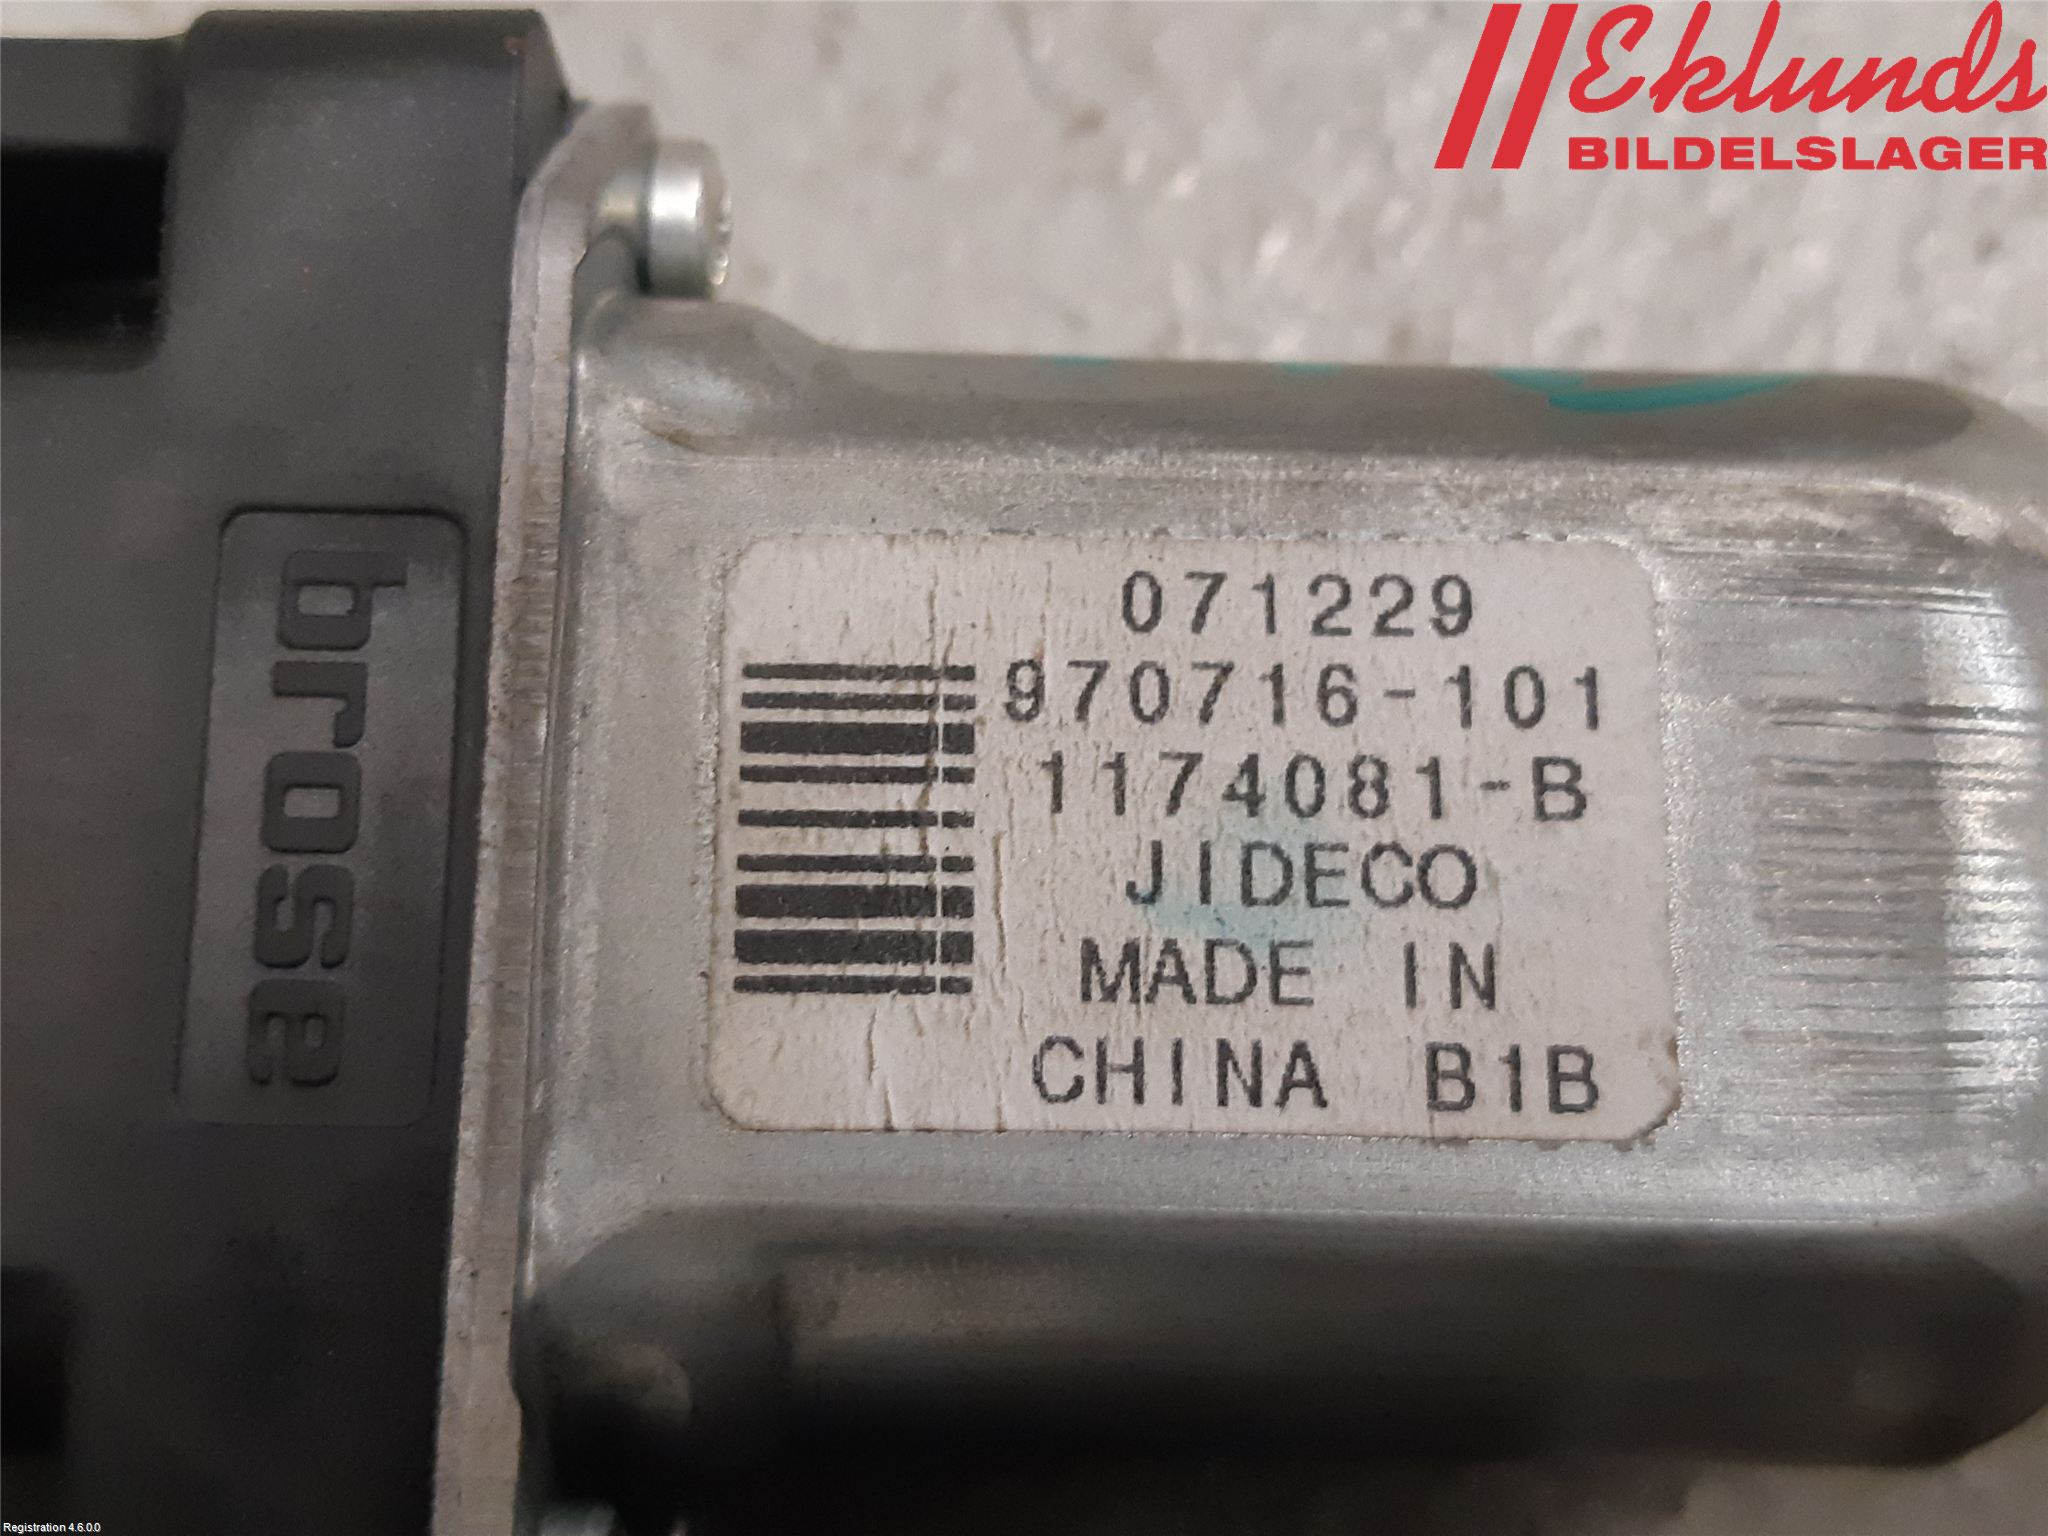 Eklunds
BILDELSLAGER
brose
071229
970716-101
1174081-B
JIDECO
MADE IN
CHINA B1B
Registration 4.6.0.0